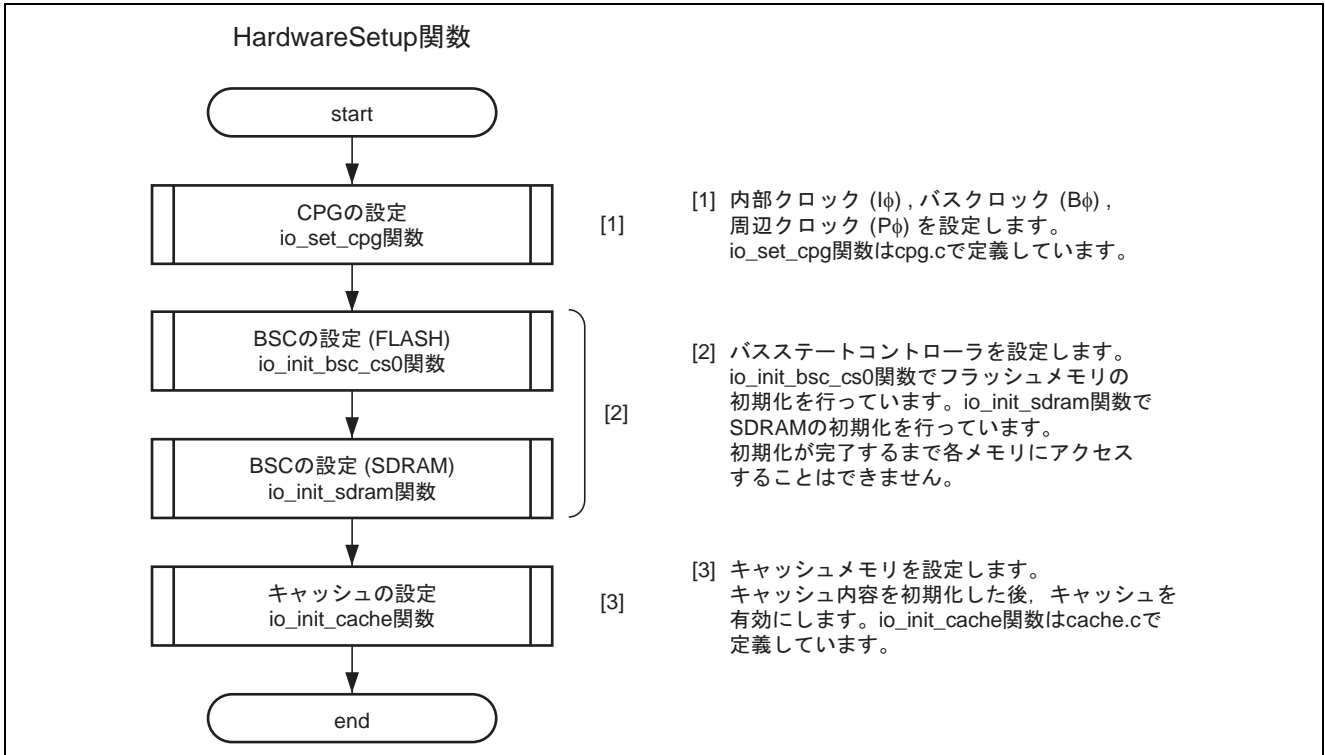 HardwareSetup関数
start
CPGの設定
io_set_cpg関数
[1]
[1] 内部クロック (Iφ) , バスクロック (Bφ) ,
周辺クロック (Pφ) を設定します。
io_set_cpg関数はcpg.cで定義しています。
BSCの設定 (FLASH)
io_init_bsc_cs0関数
BSCの設定 (SDRAM)
io_init_sdram関数
[2]
[2] バスステートコントローラを設定します。
io_init_bsc_cs0関数でフラッシュメモリの
初期化を行っています。io_init_sdram関数で
SDRAMの初期化を行っています。
初期化が完了するまで各メモリにアクセス
することはできません。
キャッシュの設定
io_init_cache関数
[3]
[3] キャッシュメモリを設定します。
キャッシュ内容を初期化した後, キャッシュを
有効にします。io_init_cache関数はcache.cで
定義しています。
end